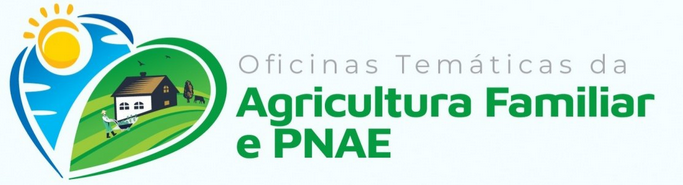 Oficinas Temáticas da
Agricultura Familiar
e PNAE